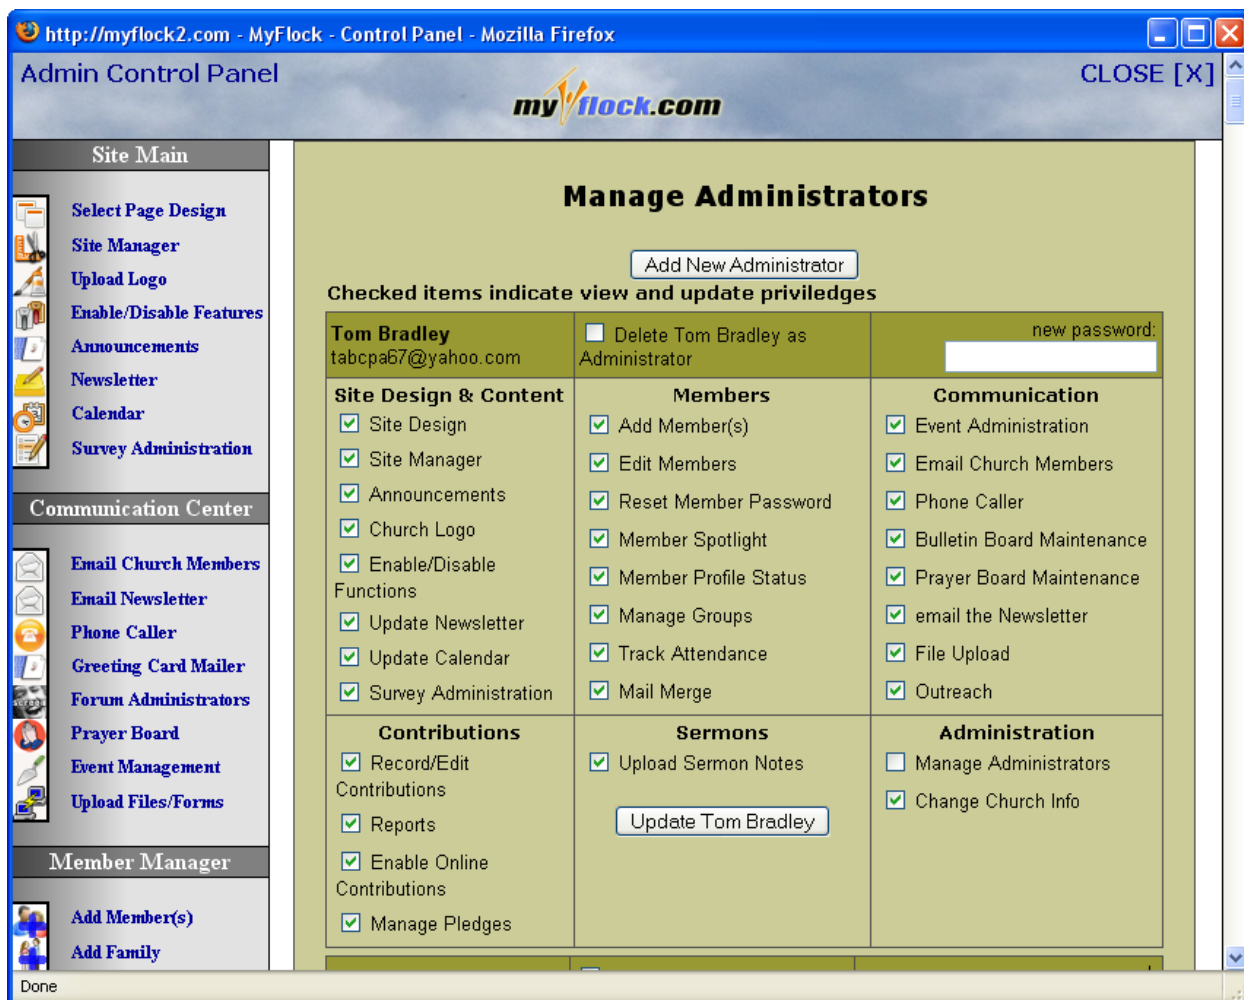 http://myflock2.com - MyFlock - Control Panel - Mozilla Firefox
Admin Control Panel
myflock.com
CLOSE [X]
Site Main
Select Page Design
Site Manager
Upload Logo
Enable/Disable Features
Announcements
Newsletter
Calendar
Survey Administration
Communication Center
Email Church Members
Email Newsletter
Phone Caller
Greeting Card Mailer
Forum Administrators
Prayer Board
Event Management
Upload Files/Forms
Member Manager
Add Member(s)
Add Family
Manage Administrators
Add New Administrator
Checked items indicate view and update priviledges
Tom Bradley
tabcpa67@yahoo.com
Delete Tom Bradley as
Administrator
new password:
Site Design & Content
Site Design
Site Manager
Announcements
Church Logo
Enable/Disable
Functions
Update Newsletter
Update Calendar
Survey Administration
Members
Add Member(s)
Edit Members
Reset Member Password
Member Spotlight
Member Profile Status
Manage Groups
Track Attendance
Mail Merge
Communication
Event Administration
Email Church Members
Phone Caller
Bulletin Board Maintenance
Prayer Board Maintenance
email the Newsletter
File Upload
Outreach
Contributions
Record/Edit
Contributions
Reports
Enable Online
Contributions
Manage Pledges
Sermons
Upload Sermon Notes
Update Tom Bradley
Administration
Manage Administrators
Change Church Info
Done